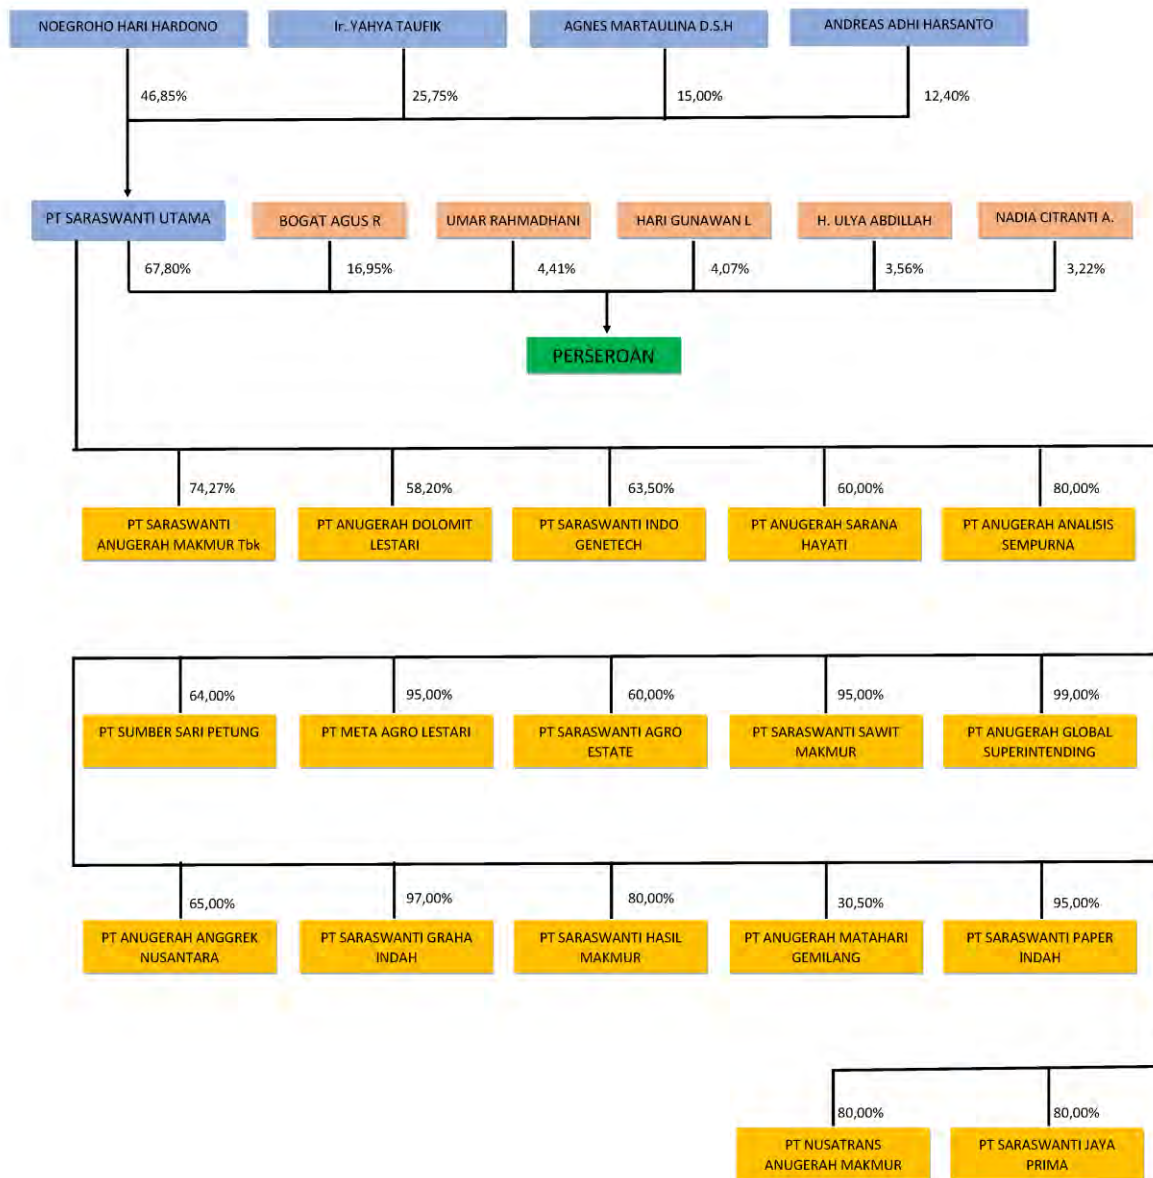 NOEGROHO HARI HARDONO
Ir. YAHYA TAUFIK
AGNES MARTAULINA D.S.H
ANDREAS ADHI HARSANTO
46,85%
25,75%
15,00%
12,40%
PT SARASWANTI UTAMA
BOGAT AGUS R
UMAR RAHMADHANI
HARI GUNAWAN L
H. ULYA ABDILLAH
NADIA CITRANTI A.
67,80%
16,95%
4,41%
4,07%
3,56%
3,22%
PERSEROAN
74,27%
58,20%
63,50%
60,00%
80,00%
PT SARASWANTI
ANUGERAH MAKMUR Tbk
PT ANUGERAH DOLOMIT
LESTARI
PT SARASWANTI INDO
GENETECH
PT ANUGERAH SARANA
HAYATI
PT ANUGERAH ANALISIS
SEMPURNA
64,00%
95,00%
60,00%
95,00%
99,00%
PT SUMBER SARI PETUNG
PT META AGRO LESTARI
PT SARASWANTI AGRO
ESTATE
PT SARASWANTI SAWIT
MAKMUR
PT ANUGERAH GLOBAL
SUPERINTENDING
65,00%
97,00%
80,00%
30,50%
95,00%
PT ANUGERAH ANGGREK
NUSANTARA
PT SARASWANTI GRAHA
INDAH
PT SARASWANTI HASIL
MAKMUR
PT ANUGERAH MATAHARI
GEMILANG
PT SARASWANTI PAPER
INDAH
80,00%
80,00%
PT NUSATRANS
ANUGERAH MAKMUR
PT SARASWANTI JAYA
PRIMA